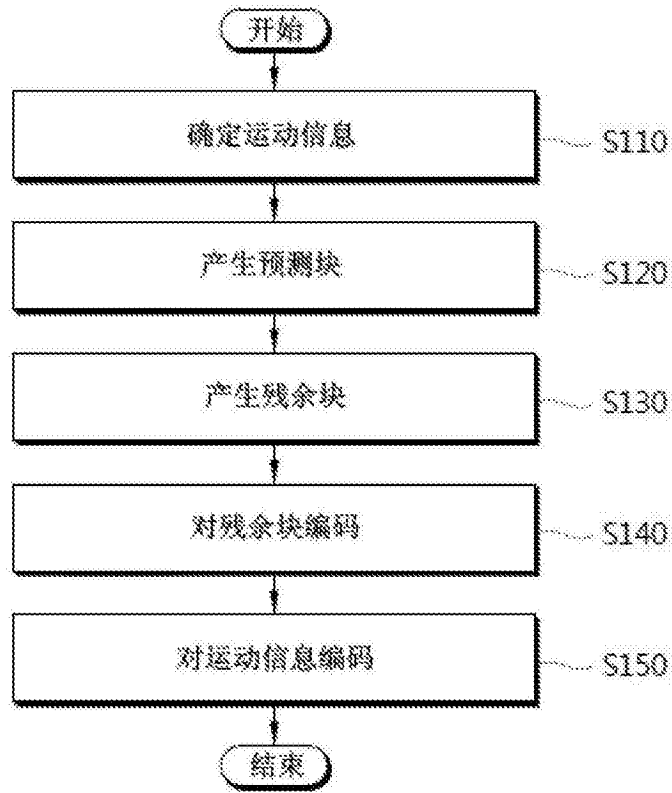 开始
确定运动信息
S110
产生预测块
S120
产生残余块
S130
对残余块编码
S140
对运动信息编码
S150
结束